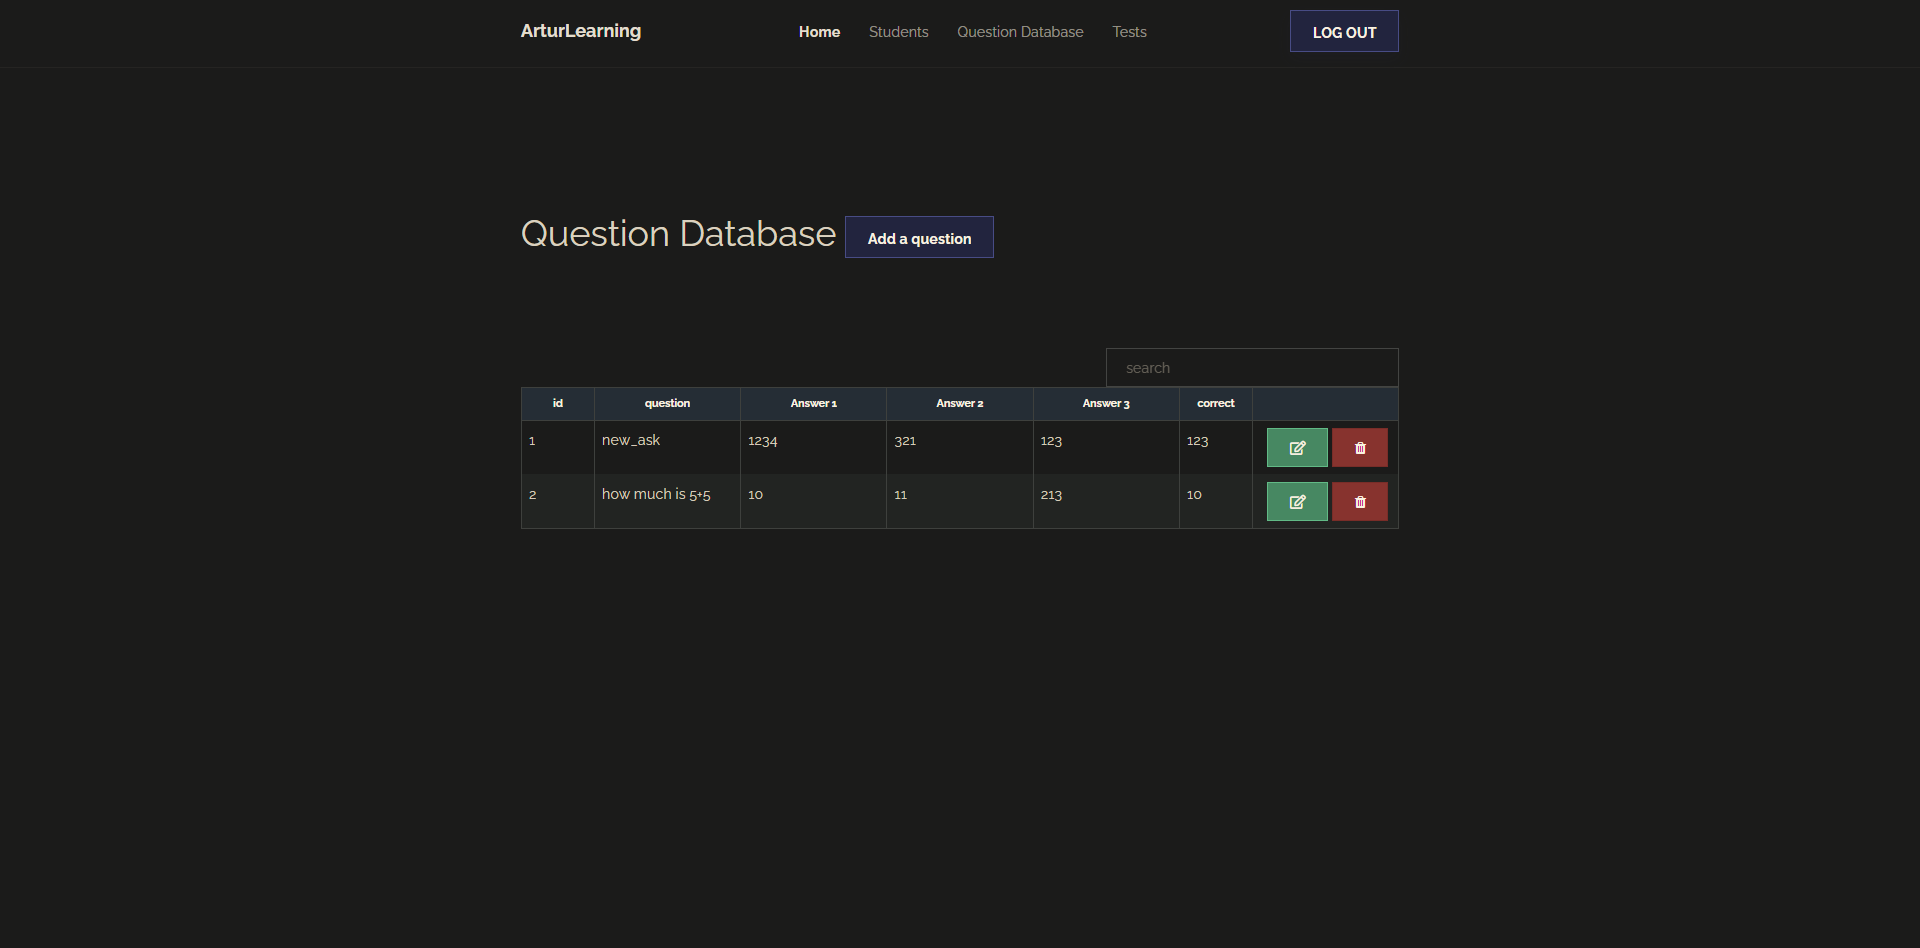 ArturLearning Home Students Question Database Tests LOG OUT
Question Database Add a question
search
id question Answer 1 Answer 2 Answer 3 correct
1 new_ask 1234 321 123 123
2 how much is 5+5 10 11 213 10